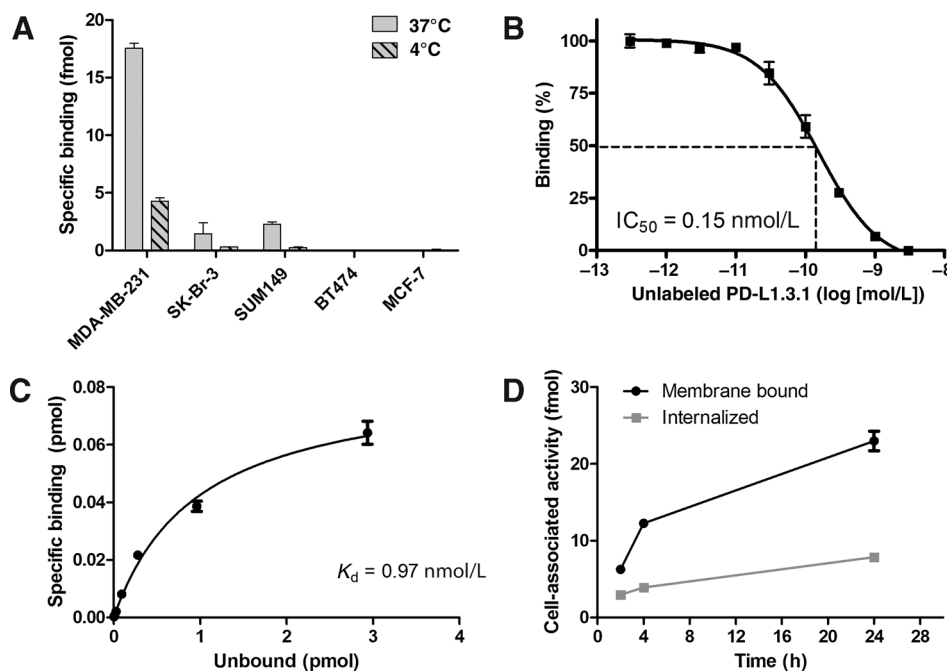 A
Specific binding (fmol)
20
15
10
5
0
37°C
4°C
MDA-MB-231
SK-Br-3
SUM149
BT474
MCF-7
B
Binding (%)
100
75
50
25
0
IC50 = 0.15 nmol/L
−13 −12 −11 −10 −9 −8
Unlabeled PD-L1.3.1 (log [mol/L])
C
Specific binding (pmol)
0.08
0.06
0.04
0.02
0.00
Kd = 0.97 nmol/L
0 1 2 3 4
Unbound (pmol)
D
Cell-associated activity (fmol)
30
20
10
0
Membrane bound
Internalized
0 4 8 12 16 20 24 28
Time (h)